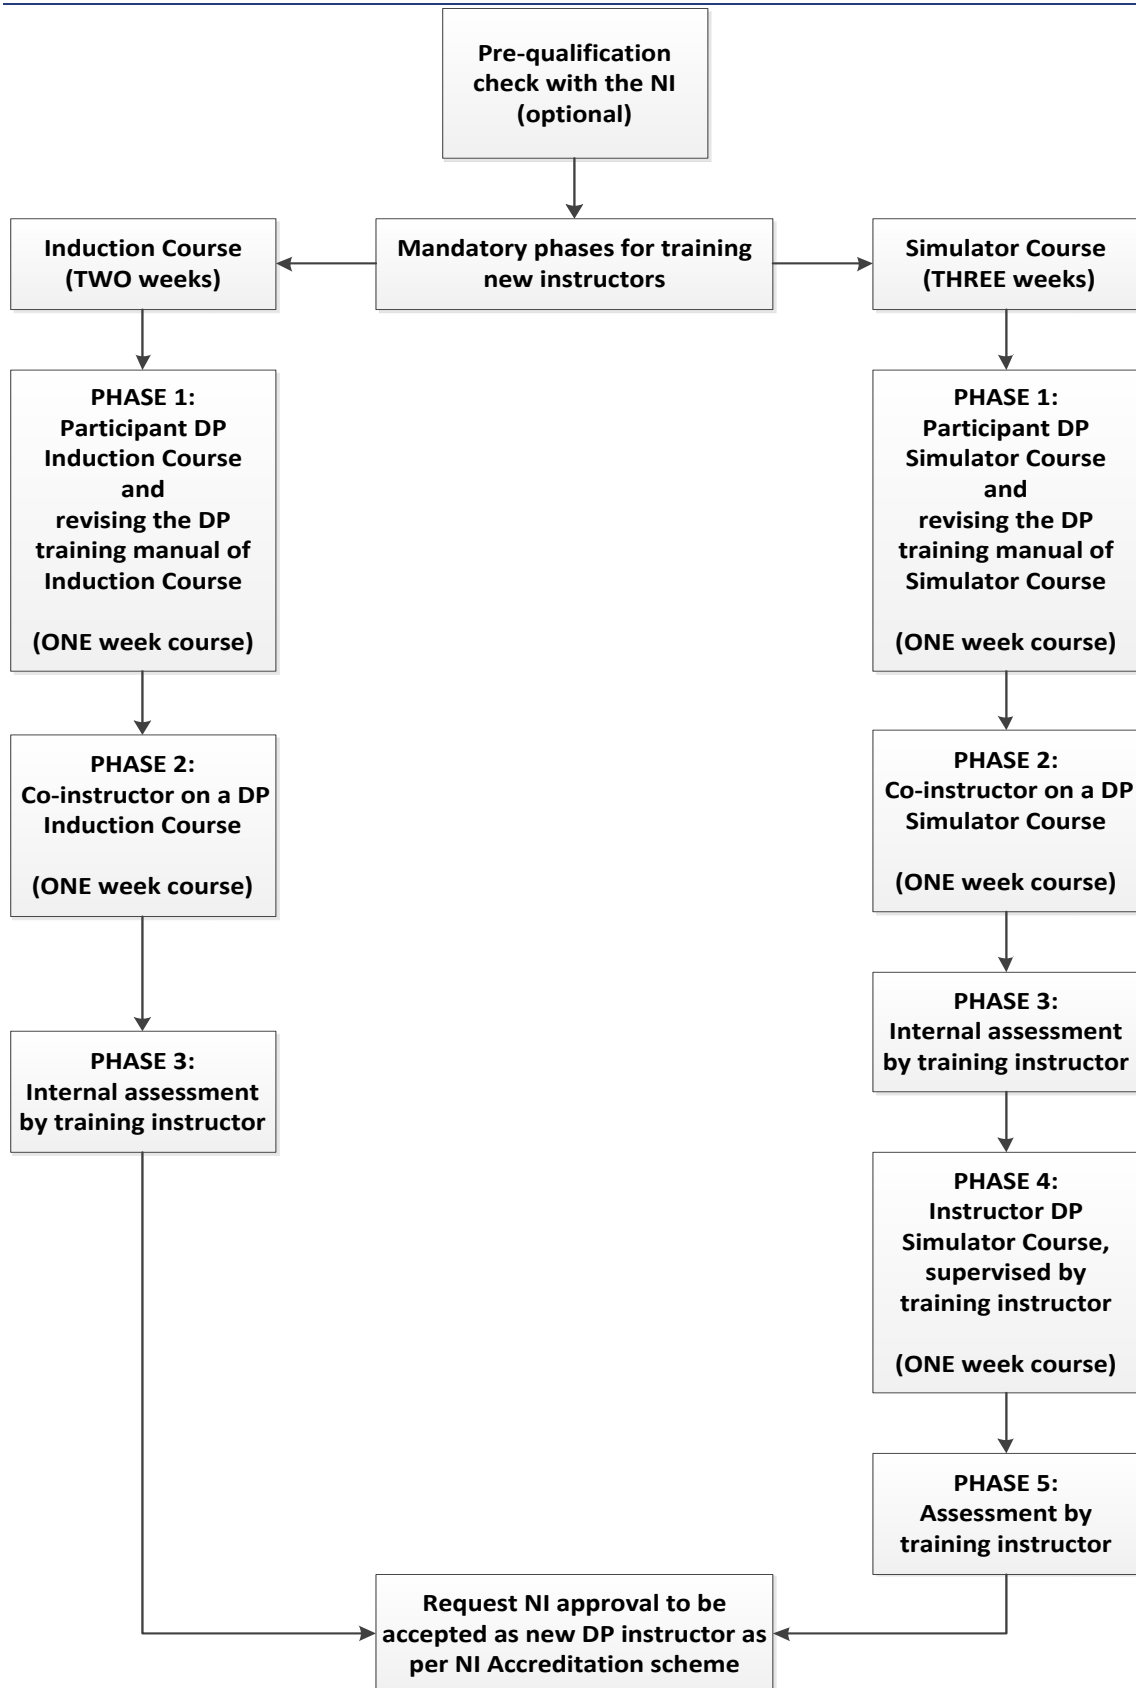 Pre-qualification
check with the NI
(optional)
Induction Course
(TWO weeks)
Mandatory phases for training
new instructors
Simulator Course
(THREE weeks)
PHASE 1:
Participant DP
Induction Course
and
revising the DP
training manual of
Induction Course
(ONE week course)
PHASE 1:
Participant DP
Simulator Course
and
revising the DP
training manual of
Simulator Course
(ONE week course)
PHASE 2:
Co-instructor on a DP
Induction Course
(ONE week course)
PHASE 2:
Co-instructor on a DP
Simulator Course
(ONE week course)
PHASE 3:
Internal assessment
by training instructor
PHASE 3:
Internal assessment
by training instructor
PHASE 4:
Instructor DP
Simulator Course,
supervised by
training instructor
(ONE week course)
PHASE 5:
Assessment by
training instructor
Request NI approval to be
accepted as new DP instructor as
per NI Accreditation scheme